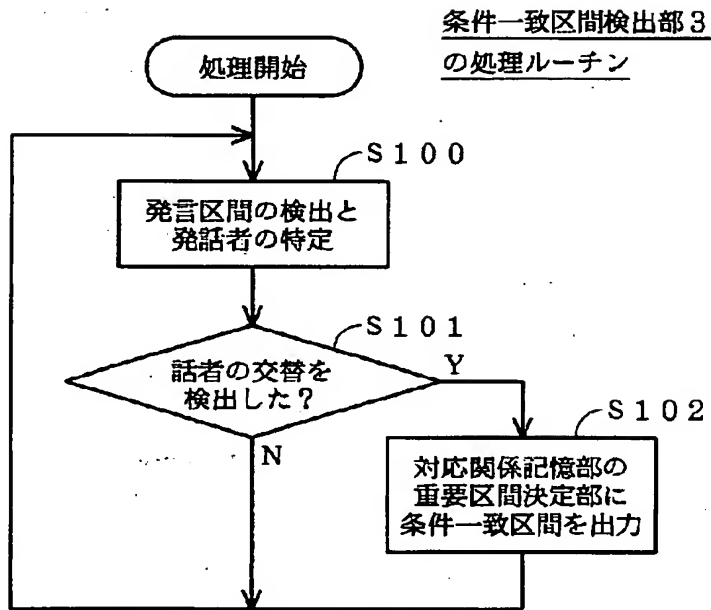 条件一致区間検出部3
の処理ルーチン
処理開始
S100
発言区間の検出と
発話者の特定
S101
話者の交替を
検出した?
Y
N
S102
対応関係記憶部の
重要区間決定部に
条件一致区間を出力